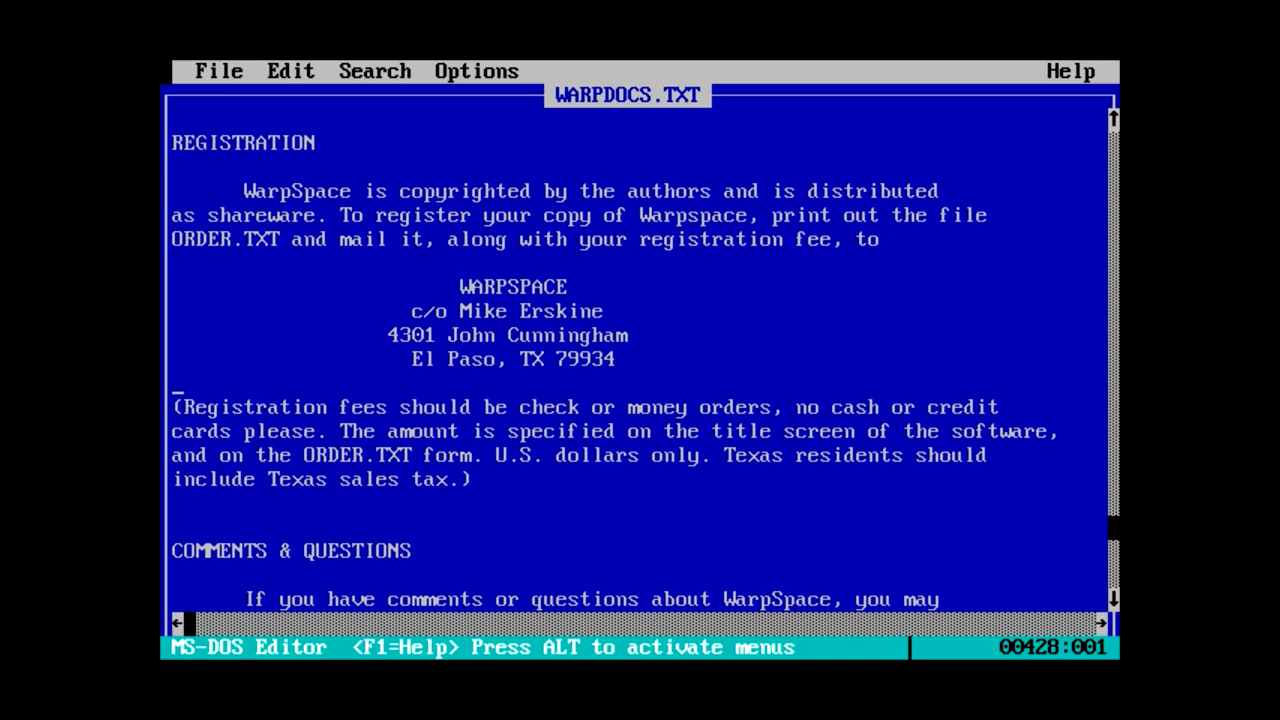 File Edit Search Options Help
WARPDOCS.TXT
REGISTRATION
WarpSpace is copyrighted by the authors and is distributed
as shareware. To register your copy of Warpspace, print out the file
ORDER.TXT and mail it, along with your registration fee, to
WARPSPACE
c/o Mike Erskine
4301 John Cunningham
El Paso, TX 79934
(Registration fees should be check or money orders, no cash or credit
cards please. The amount is specified on the title screen of the software,
and on the ORDER.TXT form. U.S. dollars only. Texas residents should
include Texas sales tax.)
COMMENTS & QUESTIONS
If you have comments or questions about WarpSpace, you may
MS-DOS Editor <F1=Help> Press ALT to activate menus 00428:001